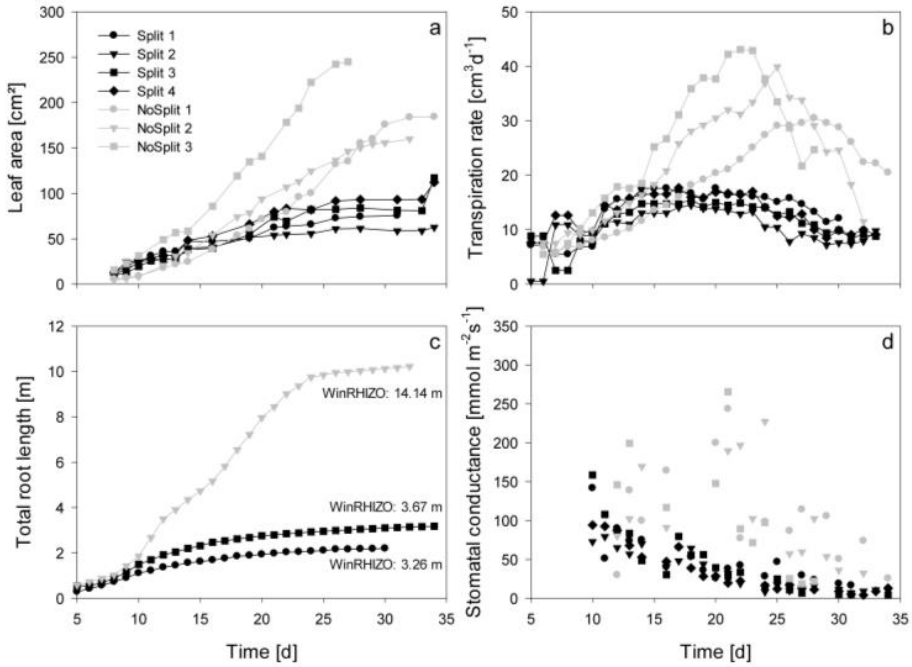 300
250
200
150
100
50
0
Leaf area [cm²]
a
Split 1
Split 2
Split 3
Split 4
NoSplit 1
NoSplit 2
NoSplit 3
50
40
30
20
10
0
Transpiration rate [cm³d⁻¹]
b
12
10
8
6
4
2
0
Total root length [m]
c
WinRHIZO: 14.14 m
WinRHIZO: 3.67 m
WinRHIZO: 3.26 m
5 10 15 20 25 30 35
Time [d]
350
300
250
200
150
100
50
0
Stomatal conductance [mmol m⁻²s⁻¹]
d
5 10 15 20 25 30 35
Time [d]